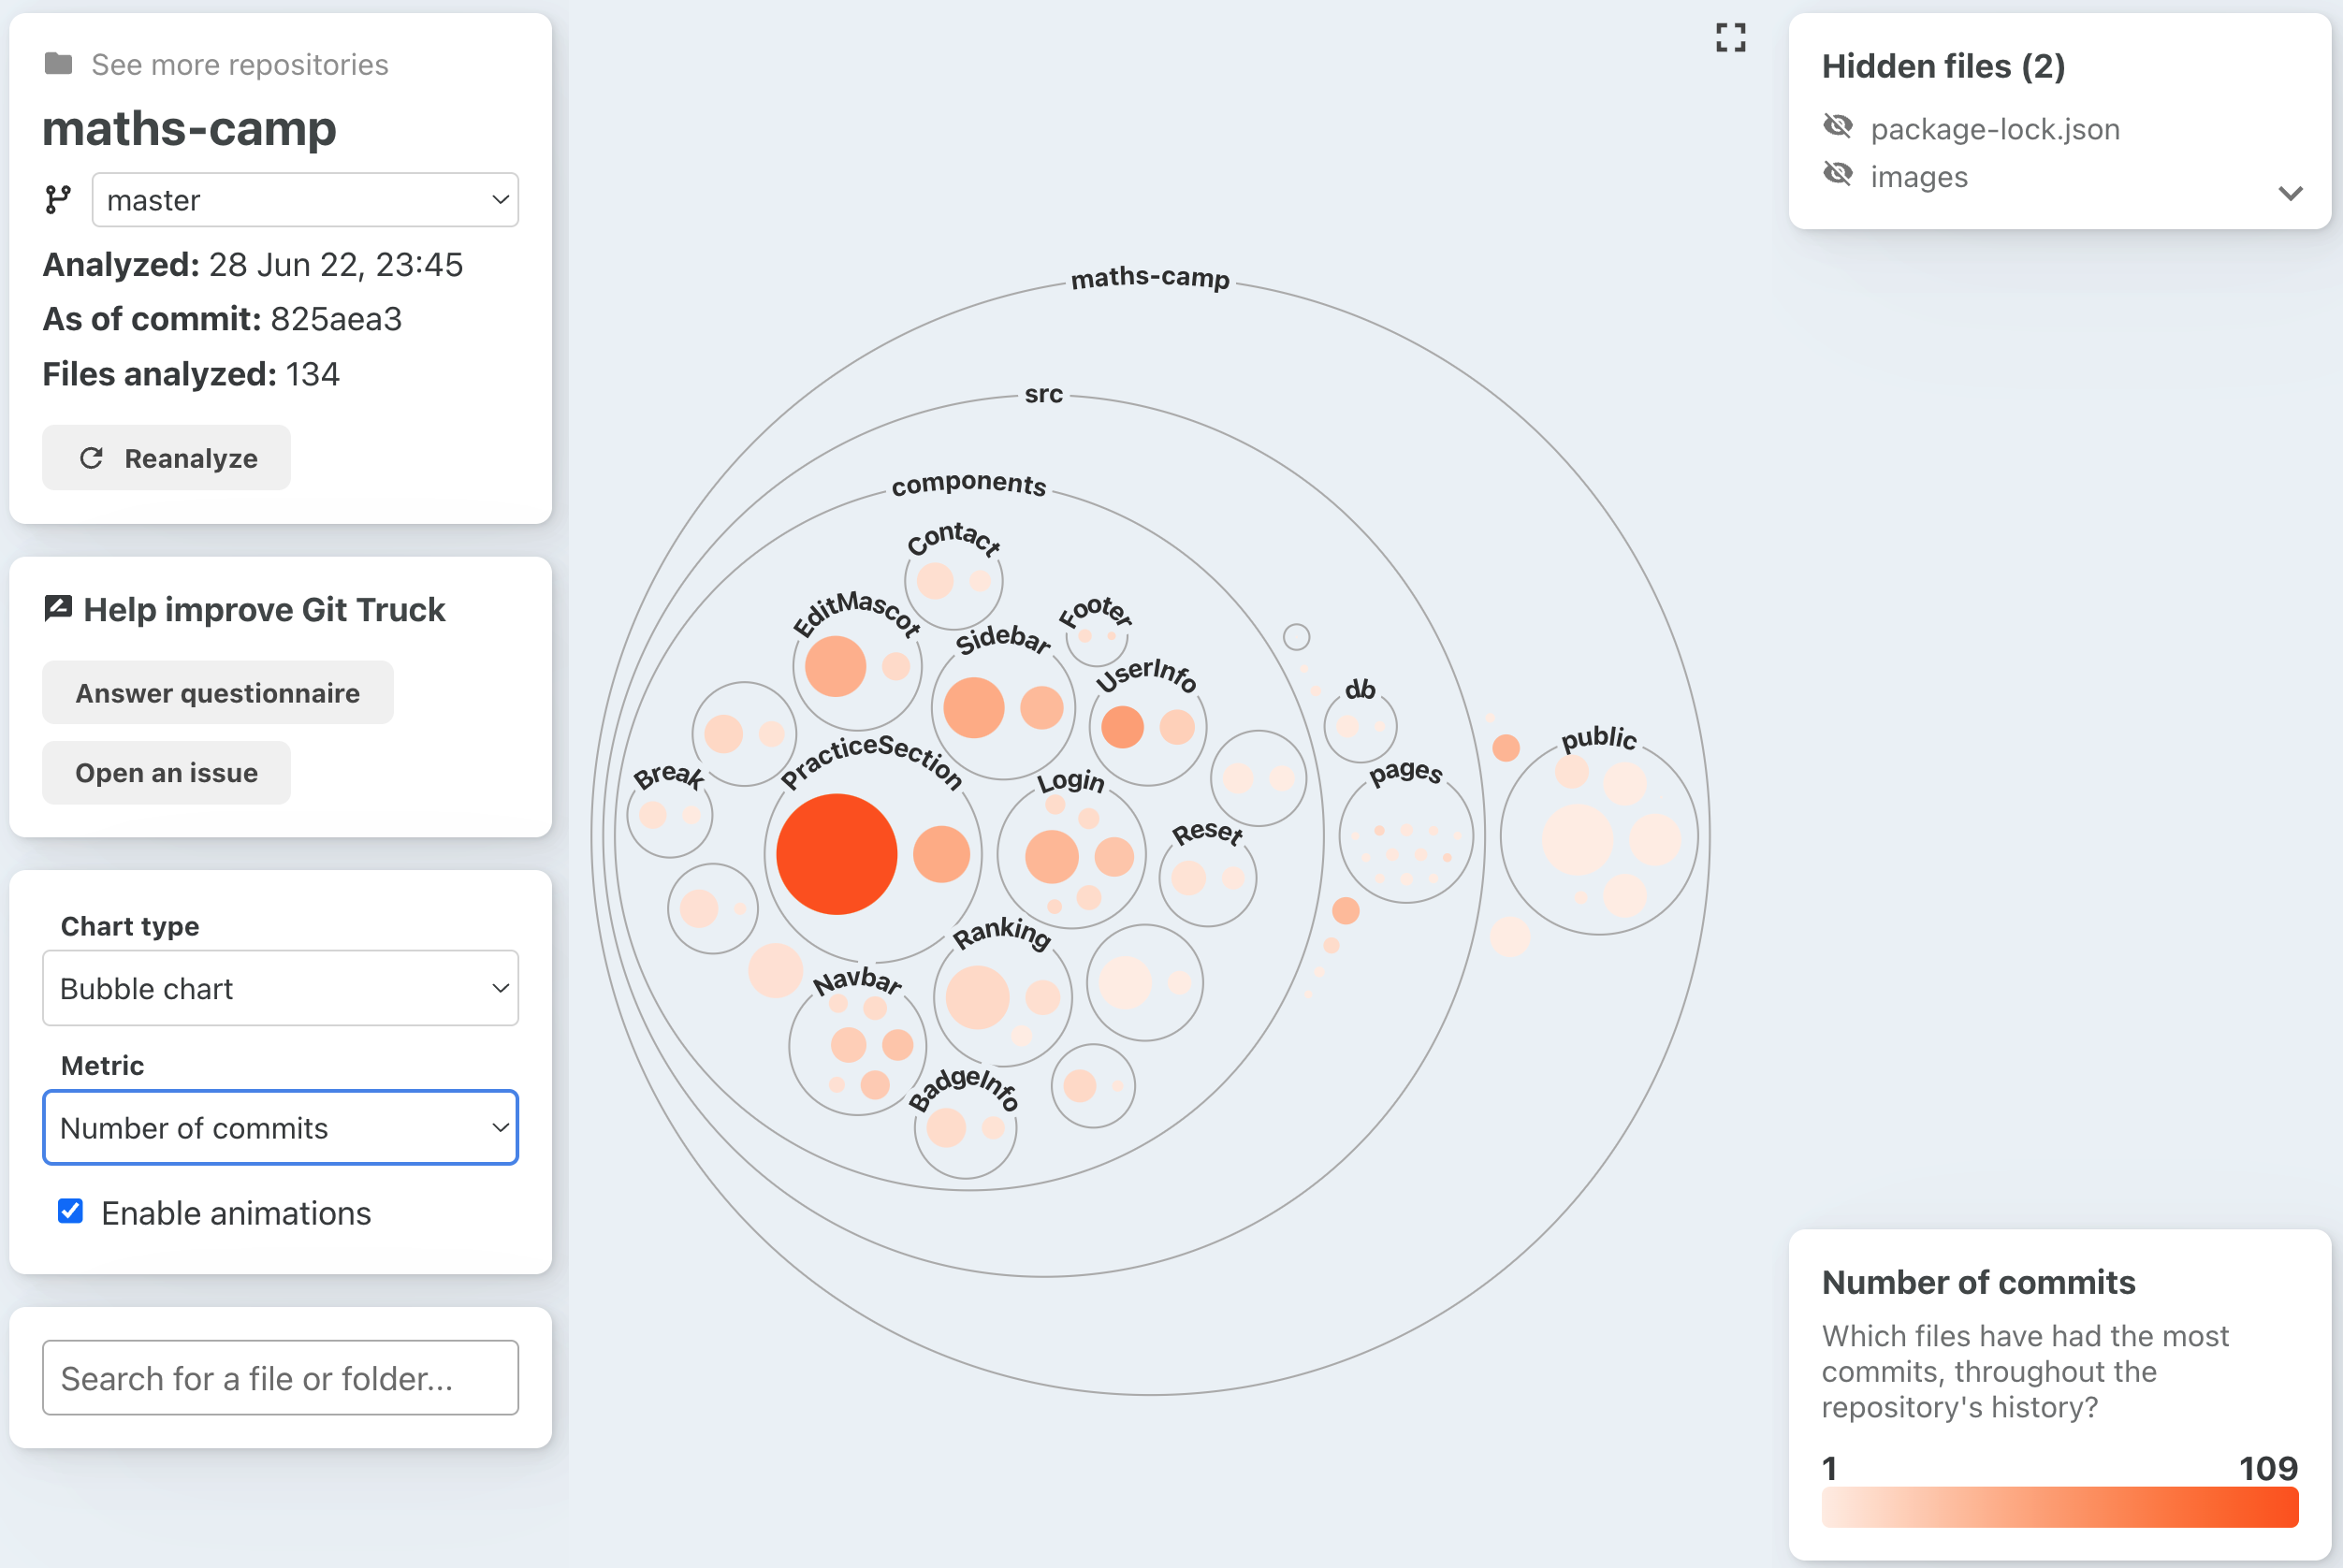 See more repositories
maths-camp
master
Analyzed: 28 Jun 22, 23:45
As of commit: 825aea3
Files analyzed: 134
Reanalyze
Help improve Git Truck
Answer questionnaire
Open an issue
Chart type
Bubble chart
Metric
Number of commits
Enable animations
Search for a file or folder...
maths-camp
src
components
Contact
EditMascot
Footer
Sidebar
UserInfo
db
public
PracticeSection
Break
Login
pages
Reset
Ranking
Navbar
BadgeInfo
Hidden files (2)
package-lock.json
images
Number of commits
Which files have had the most
commits, throughout the
repository's history?
1 109